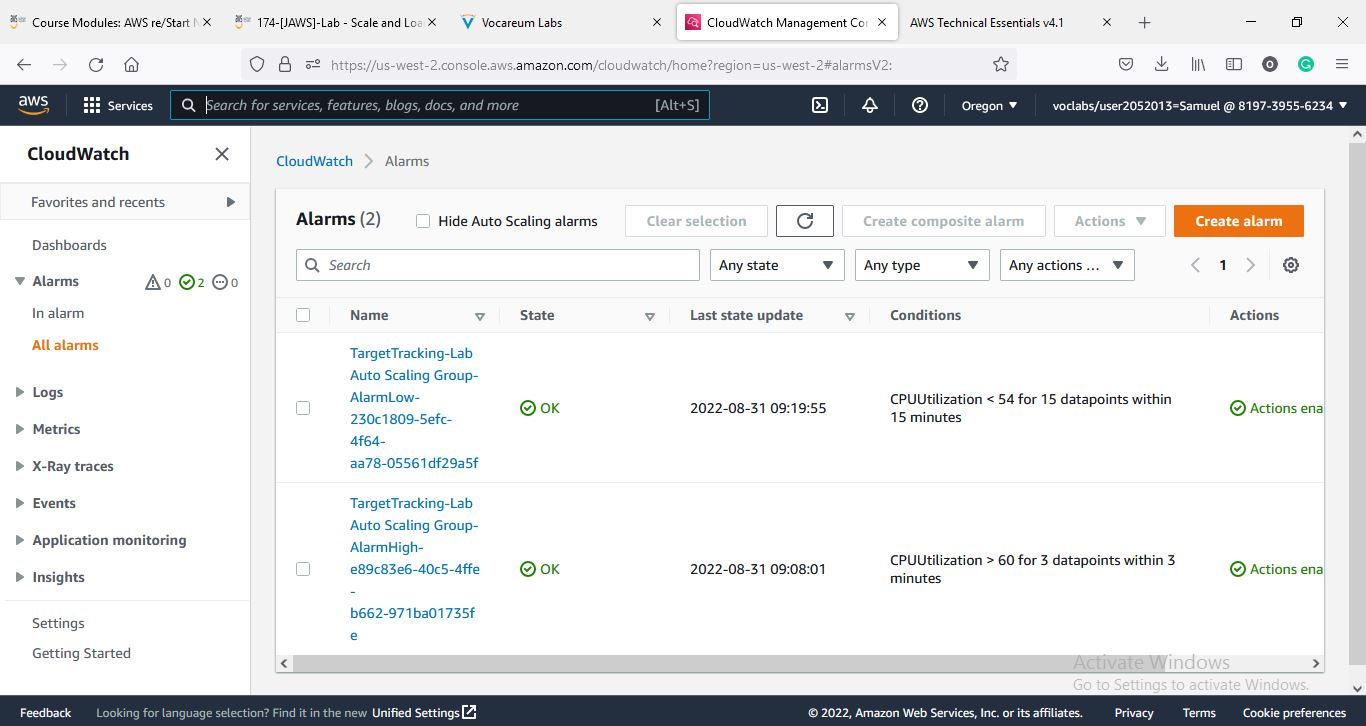 Course Modules: AWS re/Start N
174-[JAWS]-Lab - Scale and Loa
Vocareum Labs
CloudWatch Management Co
AWS Technical Essentials v4.1
https://us-west-2.console.aws.amazon.com/cloudwatch/home?region=us-west-2#alarmsV2:
aws
Services
Search for services, features, blogs, docs, and more
[Alt+S]
Oregon
voclabs/user2052013=Samuel @ 8197-3955-6234
CloudWatch
Favorites and recents
Dashboards
Alarms 0 2 0
In alarm
All alarms
Logs
Metrics
X-Ray traces
Events
Application monitoring
Insights
Settings
Getting Started
CloudWatch > Alarms
Alarms (2)
Hide Auto Scaling alarms
Clear selection
Create composite alarm
Actions
Create alarm
Search
Any state
Any type
Any actions ...
1
Name
State
Last state update
Conditions
Actions
TargetTracking-Lab
Auto Scaling Group-
AlarmLow-
230c1809-5efc-
4f64-
aa78-05561df29a5f
OK
2022-08-31 09:19:55
CPUUtilization < 54 for 15 datapoints within
15 minutes
Actions ena
TargetTracking-Lab
Auto Scaling Group-
AlarmHigh-
e89c83e6-40c5-4ffe
-
b662-971ba01735f
e
OK
2022-08-31 09:08:01
CPUUtilization > 60 for 3 datapoints within 3
minutes
Actions ena
Activate Windows
Go to Settings to activate Windows.
Feedback
Looking for language selection? Find it in the new Unified Settings
© 2022, Amazon Web Services, Inc. or its affiliates.
Privacy
Terms
Cookie preferences